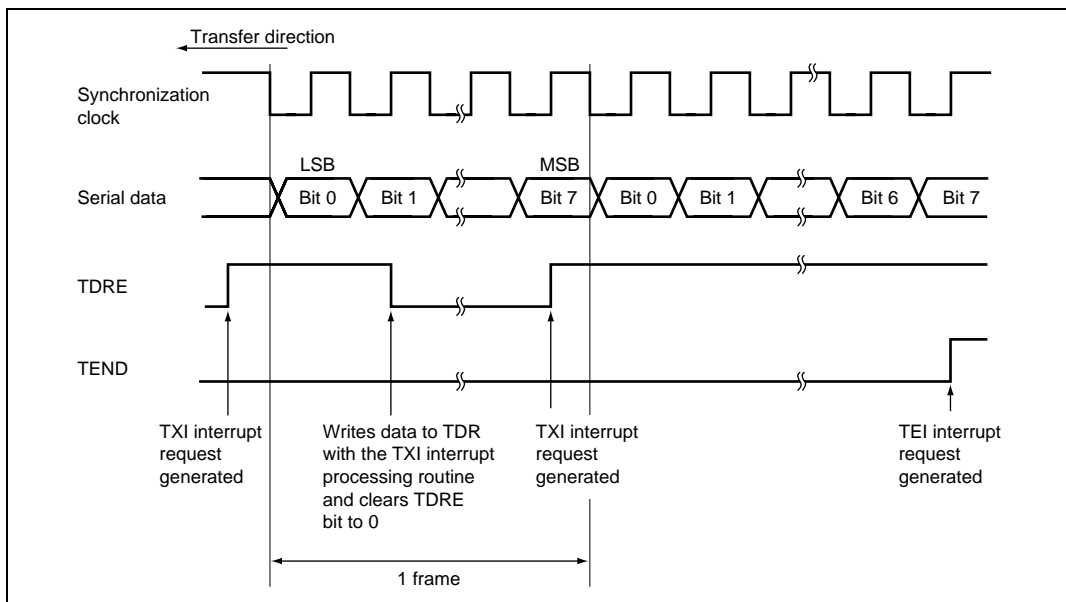 Transfer direction
Synchronization
clock
LSB
MSB
Serial data
Bit 0
Bit 1
Bit 7
Bit 0
Bit 1
Bit 6
Bit 7
TDRE
TEND
TXI interrupt
request
generated
Writes data to TDR
with the TXI interrupt
processing routine
and clears TDRE
bit to 0
TXI interrupt
request
generated
TEI interrupt
request
generated
1 frame